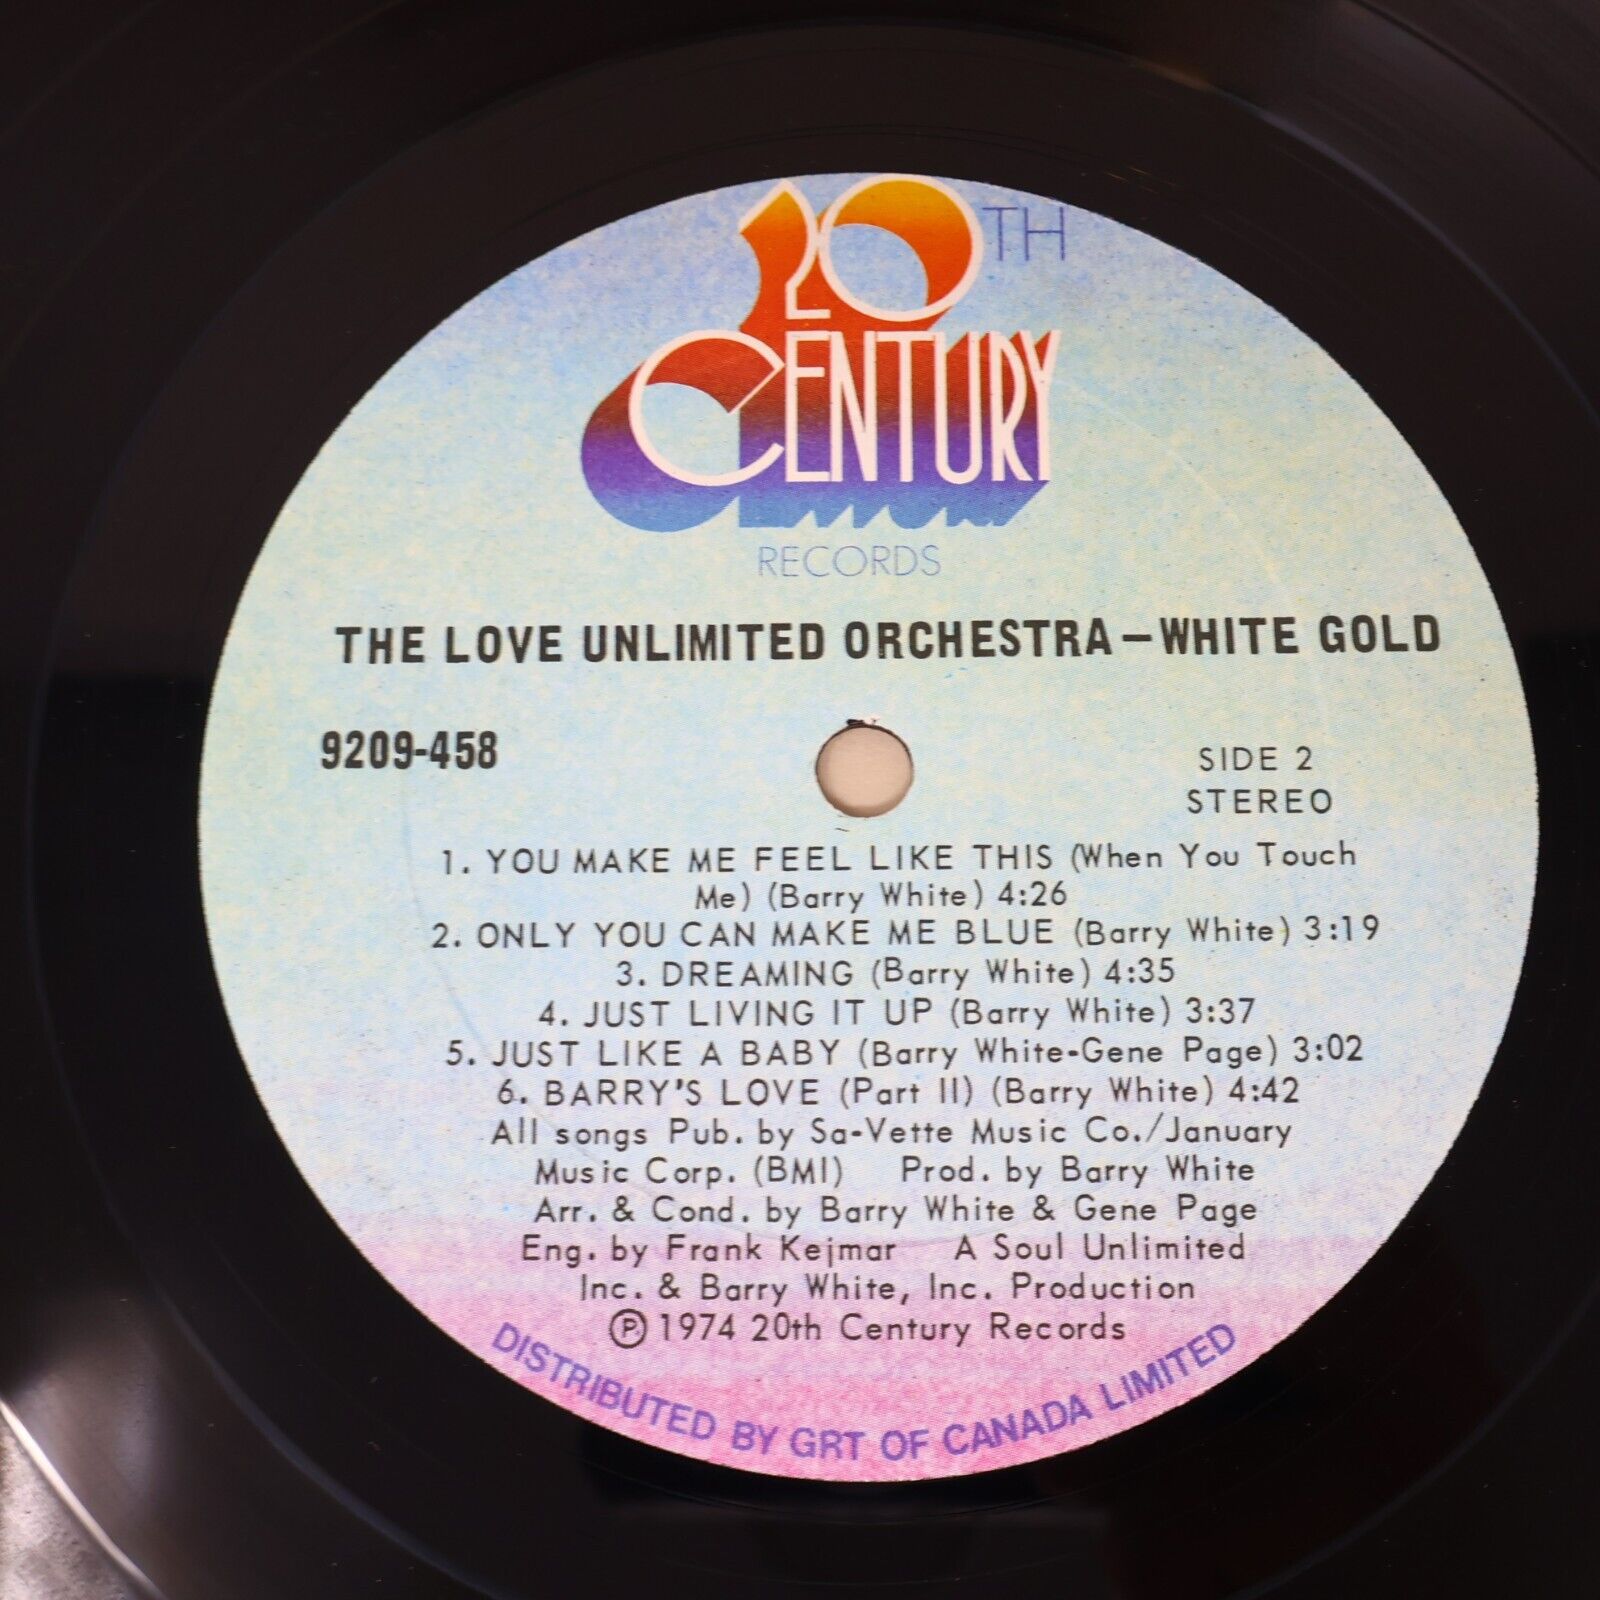 20TH
CENTURY
RECORDS
THE LOVE UNLIMITED ORCHESTRA—WHITE GOLD
9209-458
SIDE 2
STEREO
1. YOU MAKE ME FEEL LIKE THIS (When You Touch
Me) (Barry White) 4:26
2. ONLY YOU CAN MAKE ME BLUE (Barry White) 3:19
3. DREAMING (Barry White) 4:35
4. JUST LIVING IT UP (Barry White) 3:37
5. JUST LIKE A BABY (Barry White-Gene Page) 3:02
6. BARRY'S LOVE (Part II) (Barry White) 4:42
All songs Pub. by Sa-Vette Music Co./January
Music Corp. (BMI) Prod. by Barry White
Arr. & Cond. by Barry White & Gene Page
Eng. by Frank Kejmar A Soul Unlimited
Inc. & Barry White, Inc. Production
Ⓟ 1974 20th Century Records
DISTRIBUTED BY GRT OF CANADA LIMITED